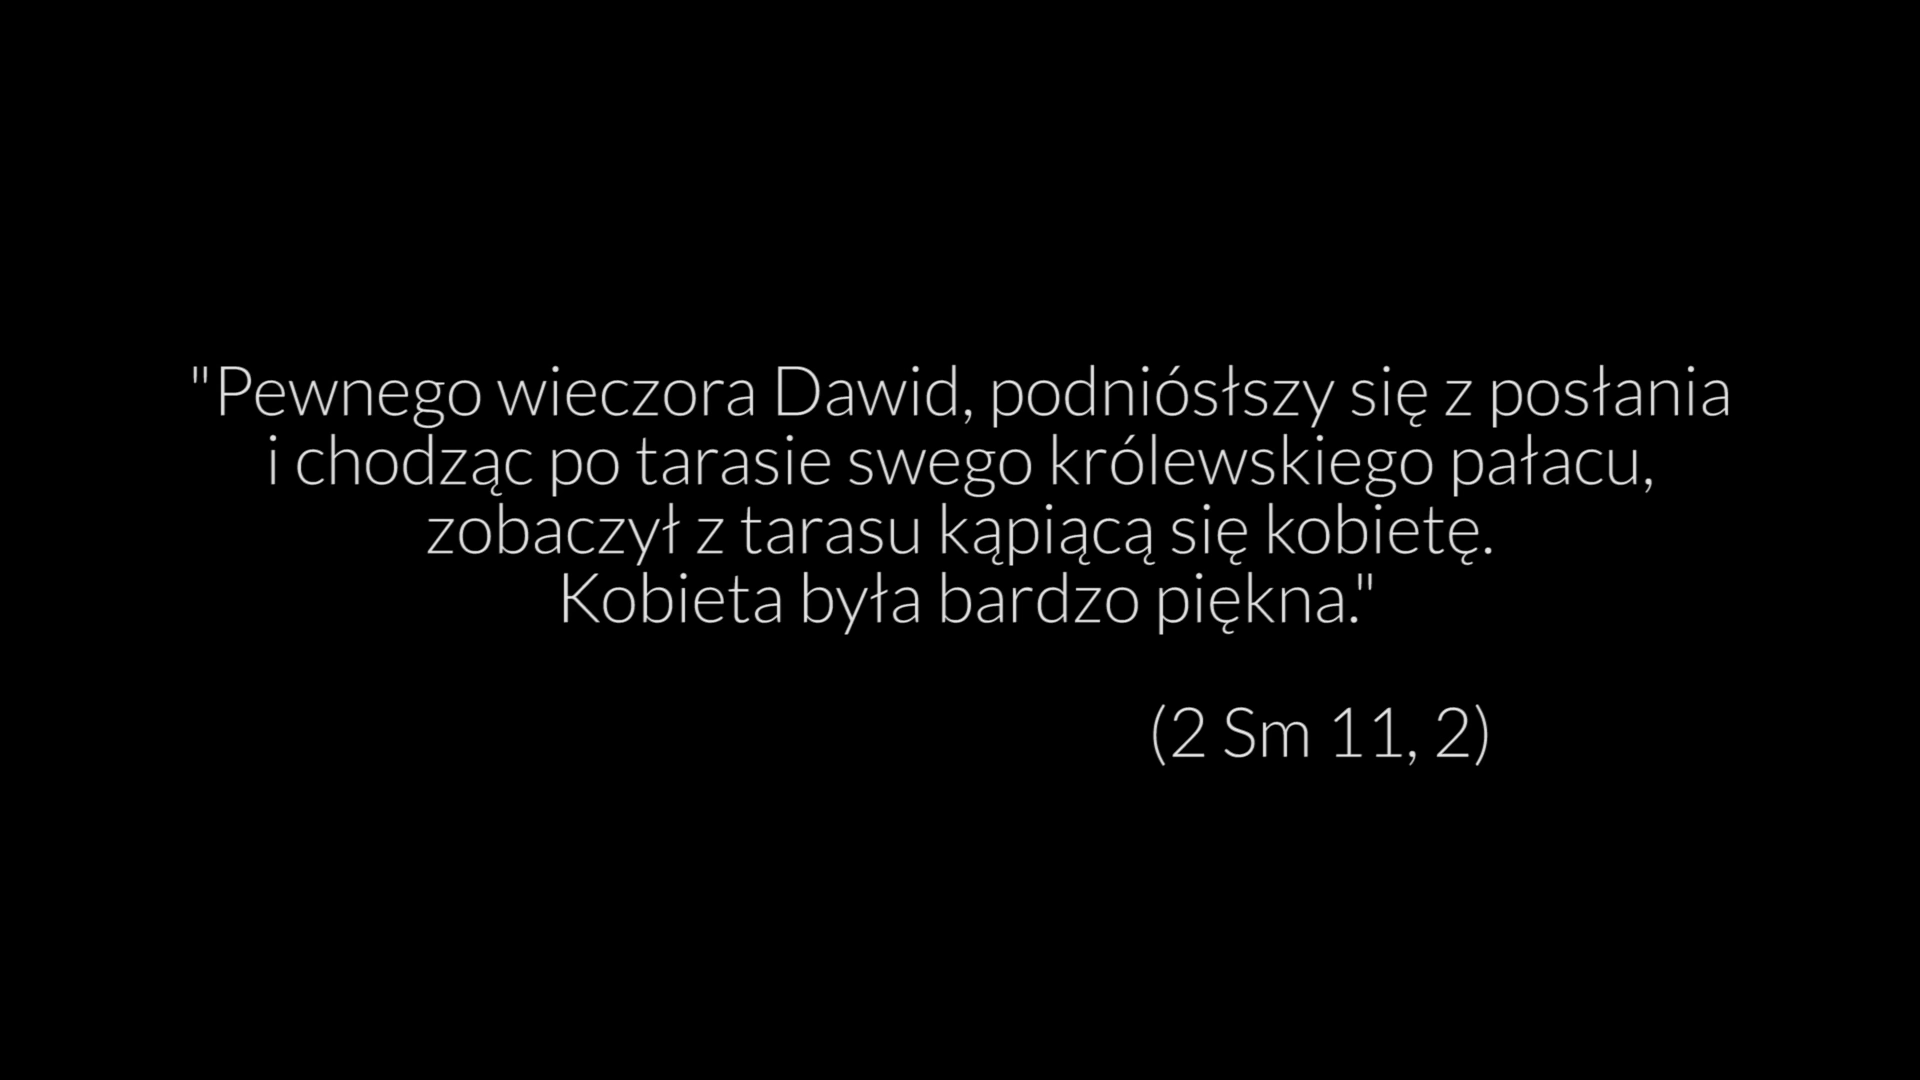 "Pewnego wieczora Dawid, podniósłszy się z posłania
i chodząc po tarasie swego królewskiego pałacu,
zobaczył z tarasu kąpiącą się kobietę.
Kobieta była bardzo piękna."
(2 Sm 11, 2)